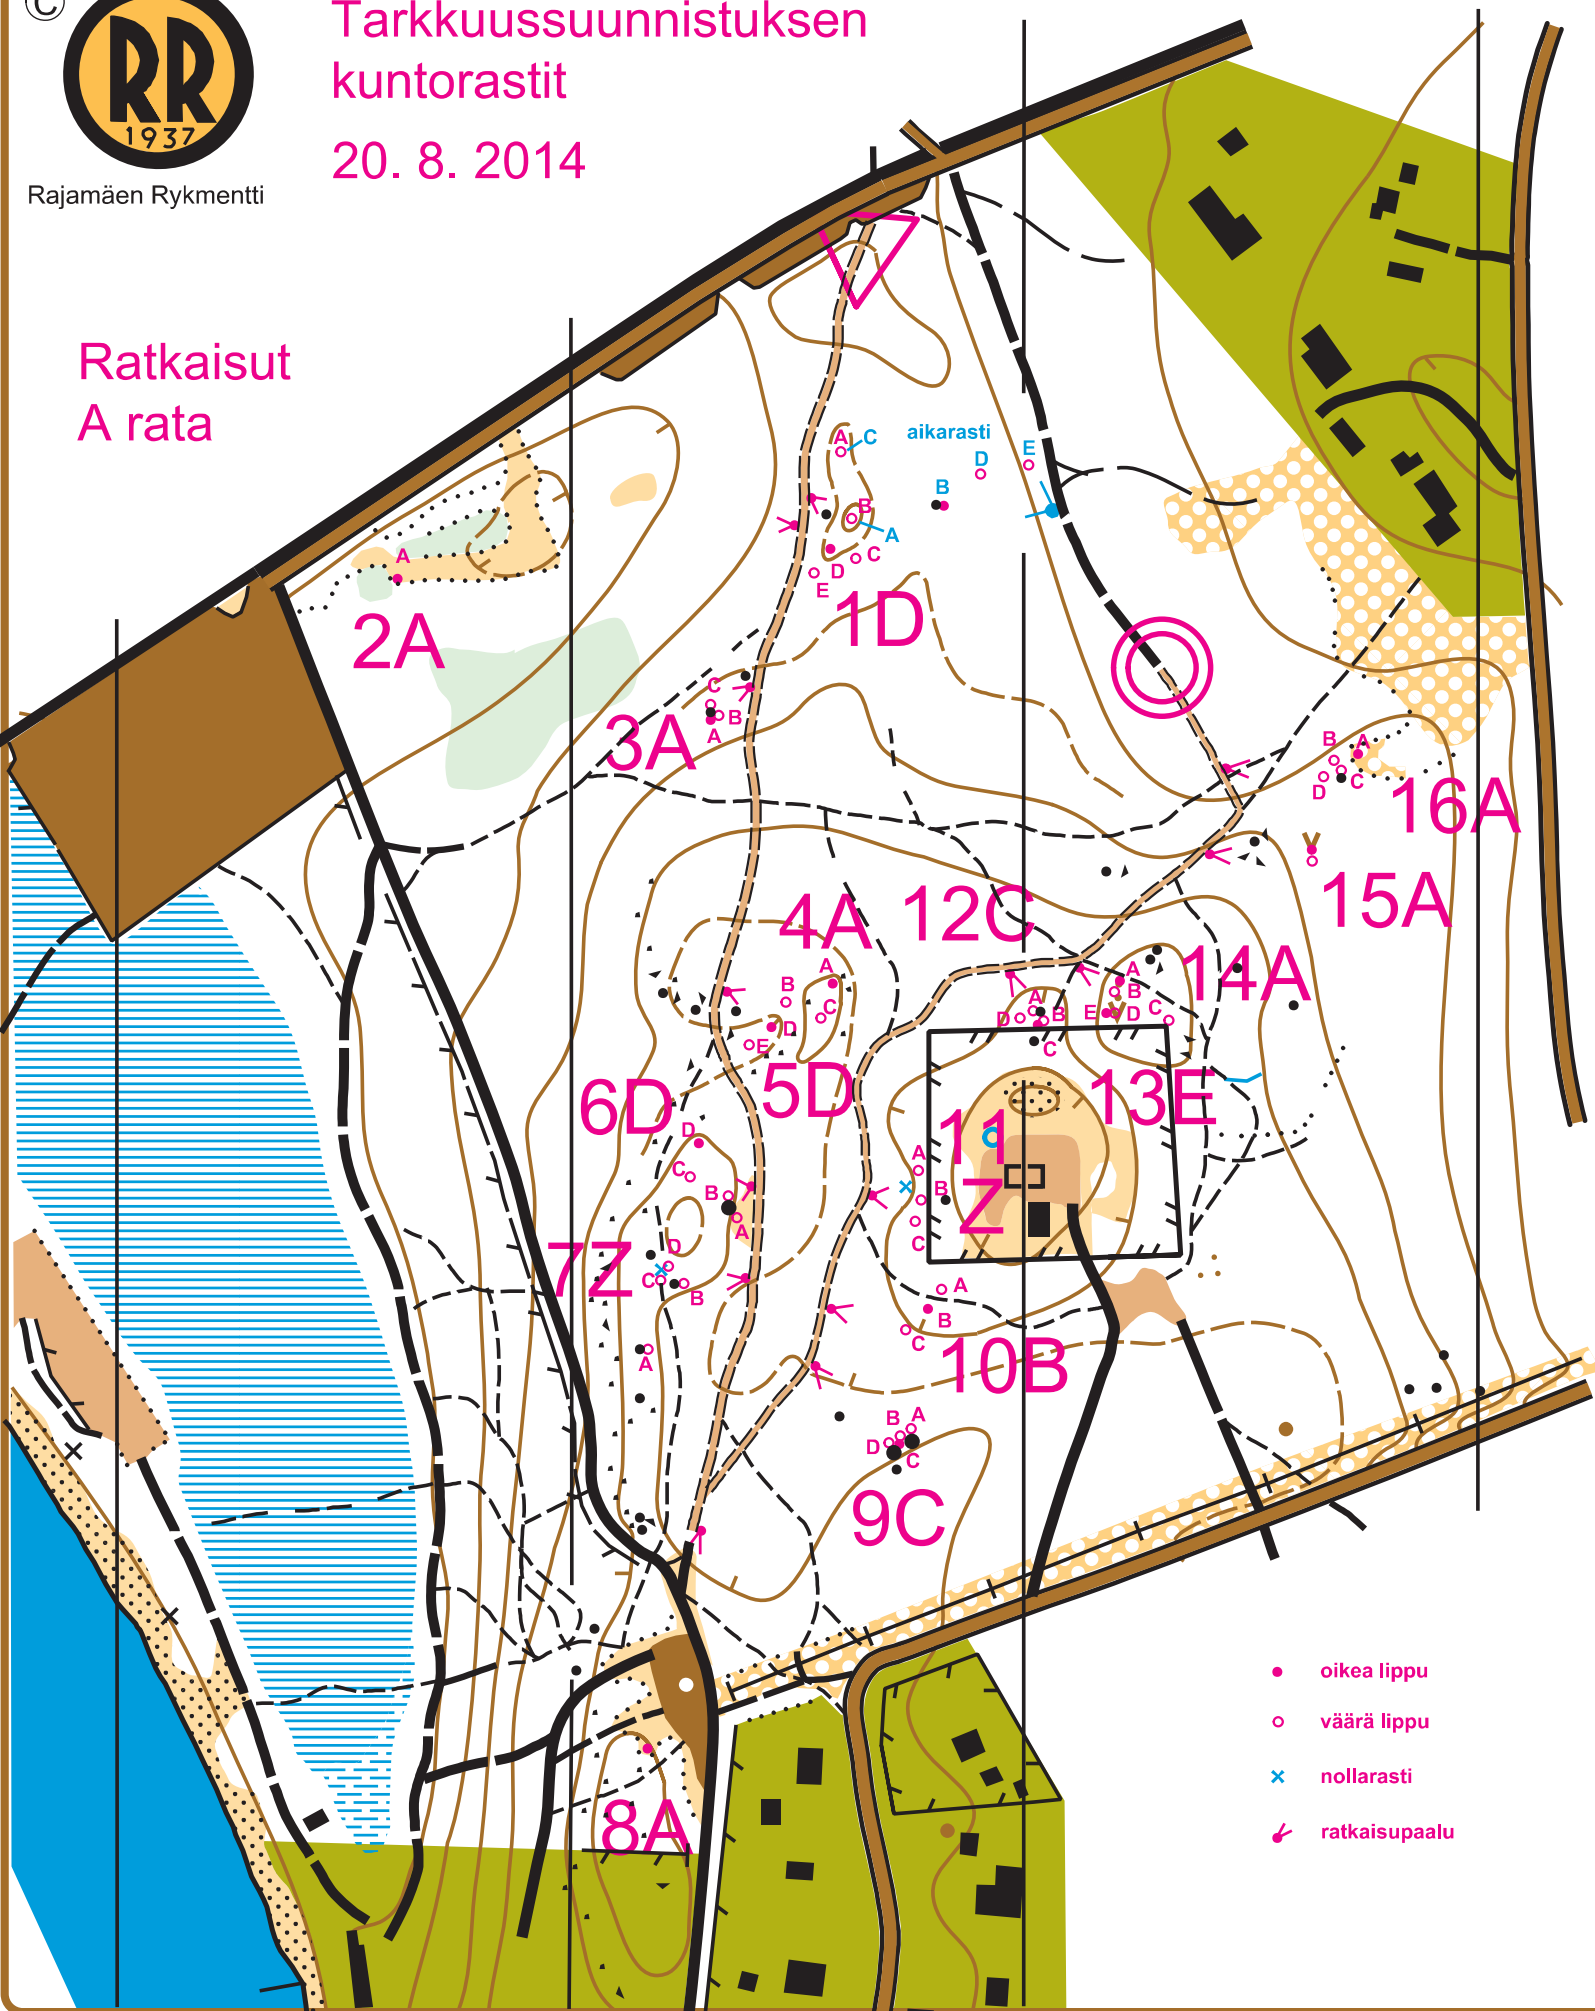 ©
RR
1937
Rajamäen Rykmentti
Tarkkuussuunnistuksen
kuntorastit
20. 8. 2014
Ratkaisut
A rata
aikarasti
A
C
B
D
E
B
A
C
D
E
1D
A
2A
C
B
A
3A
B
A
D
C
16A
15A
4A
12C
A
B
C
D
E
5D
14A
A
B
E
D
C
A
D
B
C
13E
6D
D
C
B
A
11
Z
A
B
C
7Z
D
C
B
A
A
B
C
10B
B
A
D
C
9C
8A
oikea lippu
väärä lippu
nollarasti
ratkaisupaalu